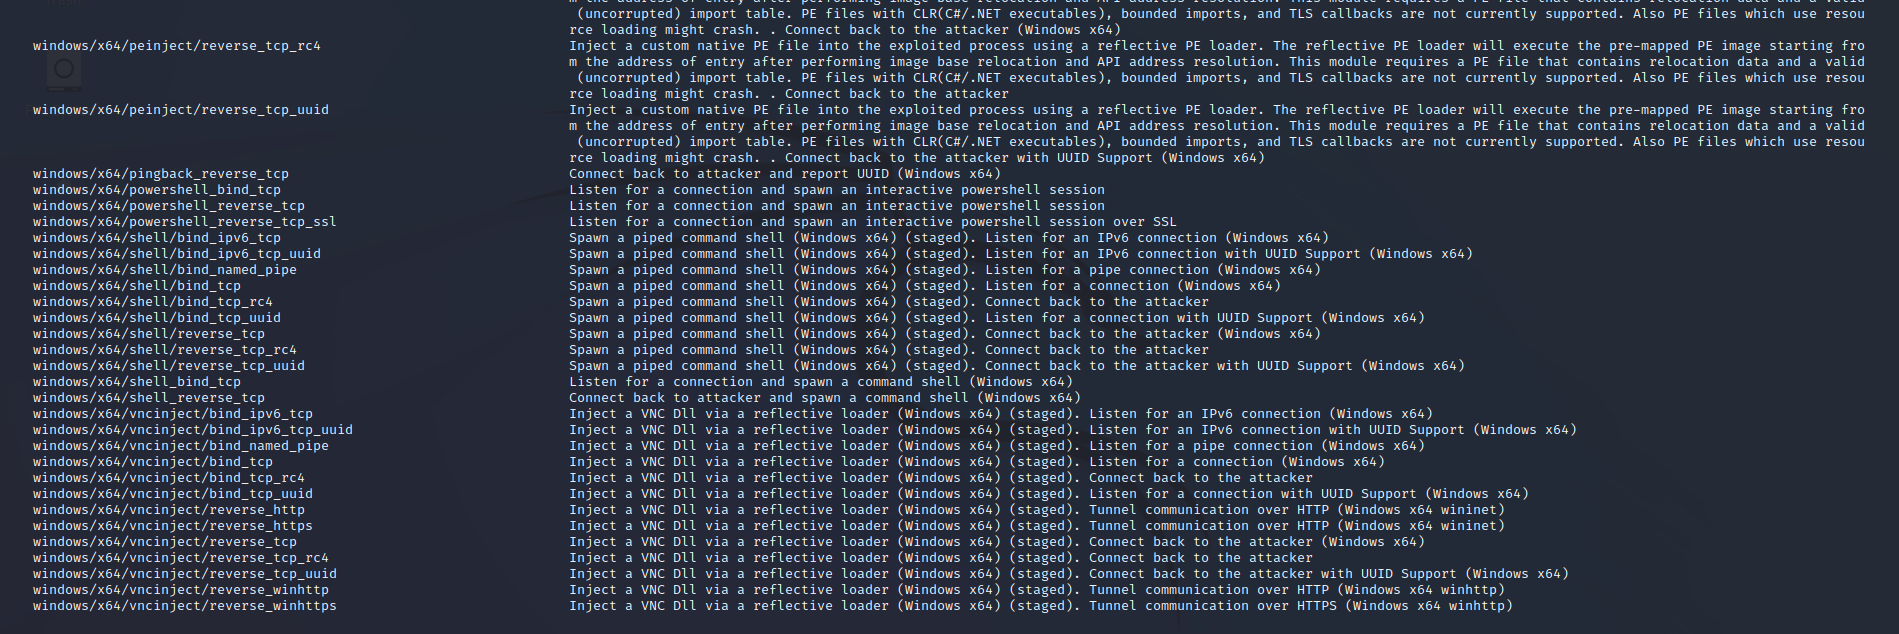 m the address of entry after performing image base relocation and API address resolution. This module requires a PE file that contains relocation data and a valid
(uncorrupted) import table. PE files with CLR(C#/.NET executables), bounded imports, and TLS callbacks are not currently supported. Also PE files which use resou
rce loading might crash. . Connect back to the attacker (Windows x64)
windows/x64/peinject/reverse_tcp_rc4 Inject a custom native PE file into the exploited process using a reflective PE loader. The reflective PE loader will execute the pre-mapped PE image starting fro
m the address of entry after performing image base relocation and API address resolution. This module requires a PE file that contains relocation data and a valid
(uncorrupted) import table. PE files with CLR(C#/.NET executables), bounded imports, and TLS callbacks are not currently supported. Also PE files which use resou
rce loading might crash. . Connect back to the attacker
windows/x64/peinject/reverse_tcp_uuid Inject a custom native PE file into the exploited process using a reflective PE loader. The reflective PE loader will execute the pre-mapped PE image starting fro
m the address of entry after performing image base relocation and API address resolution. This module requires a PE file that contains relocation data and a valid
(uncorrupted) import table. PE files with CLR(C#/.NET executables), bounded imports, and TLS callbacks are not currently supported. Also PE files which use resou
rce loading might crash. . Connect back to the attacker with UUID Support (Windows x64)
windows/x64/pingback_reverse_tcp Connect back to attacker and report UUID (Windows x64)
windows/x64/powershell_bind_tcp Listen for a connection and spawn an interactive powershell session
windows/x64/powershell_reverse_tcp Listen for a connection and spawn an interactive powershell session
windows/x64/powershell_reverse_tcp_ssl Listen for a connection and spawn an interactive powershell session over SSL
windows/x64/shell/bind_ipv6_tcp Spawn a piped command shell (Windows x64) (staged). Listen for an IPv6 connection (Windows x64)
windows/x64/shell/bind_ipv6_tcp_uuid Spawn a piped command shell (Windows x64) (staged). Listen for an IPv6 connection with UUID Support (Windows x64)
windows/x64/shell/bind_named_pipe Spawn a piped command shell (Windows x64) (staged). Listen for a pipe connection (Windows x64)
windows/x64/shell/bind_tcp Spawn a piped command shell (Windows x64) (staged). Listen for a connection (Windows x64)
windows/x64/shell/bind_tcp_rc4 Spawn a piped command shell (Windows x64) (staged). Connect back to the attacker
windows/x64/shell/bind_tcp_uuid Spawn a piped command shell (Windows x64) (staged). Listen for a connection with UUID Support (Windows x64)
windows/x64/shell/reverse_tcp Spawn a piped command shell (Windows x64) (staged). Connect back to the attacker (Windows x64)
windows/x64/shell/reverse_tcp_rc4 Spawn a piped command shell (Windows x64) (staged). Connect back to the attacker
windows/x64/shell/reverse_tcp_uuid Spawn a piped command shell (Windows x64) (staged). Connect back to the attacker with UUID Support (Windows x64)
windows/x64/shell_bind_tcp Listen for a connection and spawn a command shell (Windows x64)
windows/x64/shell_reverse_tcp Connect back to attacker and spawn a command shell (Windows x64)
windows/x64/vncinject/bind_ipv6_tcp Inject a VNC Dll via a reflective loader (Windows x64) (staged). Listen for an IPv6 connection (Windows x64)
windows/x64/vncinject/bind_ipv6_tcp_uuid Inject a VNC Dll via a reflective loader (Windows x64) (staged). Listen for an IPv6 connection with UUID Support (Windows x64)
windows/x64/vncinject/bind_named_pipe Inject a VNC Dll via a reflective loader (Windows x64) (staged). Listen for a pipe connection (Windows x64)
windows/x64/vncinject/bind_tcp Inject a VNC Dll via a reflective loader (Windows x64) (staged). Listen for a connection (Windows x64)
windows/x64/vncinject/bind_tcp_rc4 Inject a VNC Dll via a reflective loader (Windows x64) (staged). Connect back to the attacker
windows/x64/vncinject/bind_tcp_uuid Inject a VNC Dll via a reflective loader (Windows x64) (staged). Listen for a connection with UUID Support (Windows x64)
windows/x64/vncinject/reverse_http Inject a VNC Dll via a reflective loader (Windows x64) (staged). Tunnel communication over HTTP (Windows x64 wininet)
windows/x64/vncinject/reverse_https Inject a VNC Dll via a reflective loader (Windows x64) (staged). Tunnel communication over HTTP (Windows x64 wininet)
windows/x64/vncinject/reverse_tcp Inject a VNC Dll via a reflective loader (Windows x64) (staged). Connect back to the attacker (Windows x64)
windows/x64/vncinject/reverse_tcp_rc4 Inject a VNC Dll via a reflective loader (Windows x64) (staged). Connect back to the attacker
windows/x64/vncinject/reverse_tcp_uuid Inject a VNC Dll via a reflective loader (Windows x64) (staged). Connect back to the attacker with UUID Support (Windows x64)
windows/x64/vncinject/reverse_winhttp Inject a VNC Dll via a reflective loader (Windows x64) (staged). Tunnel communication over HTTP (Windows x64 winhttp)
windows/x64/vncinject/reverse_winhttps Inject a VNC Dll via a reflective loader (Windows x64) (staged). Tunnel communication over HTTPS (Windows x64 winhttp)